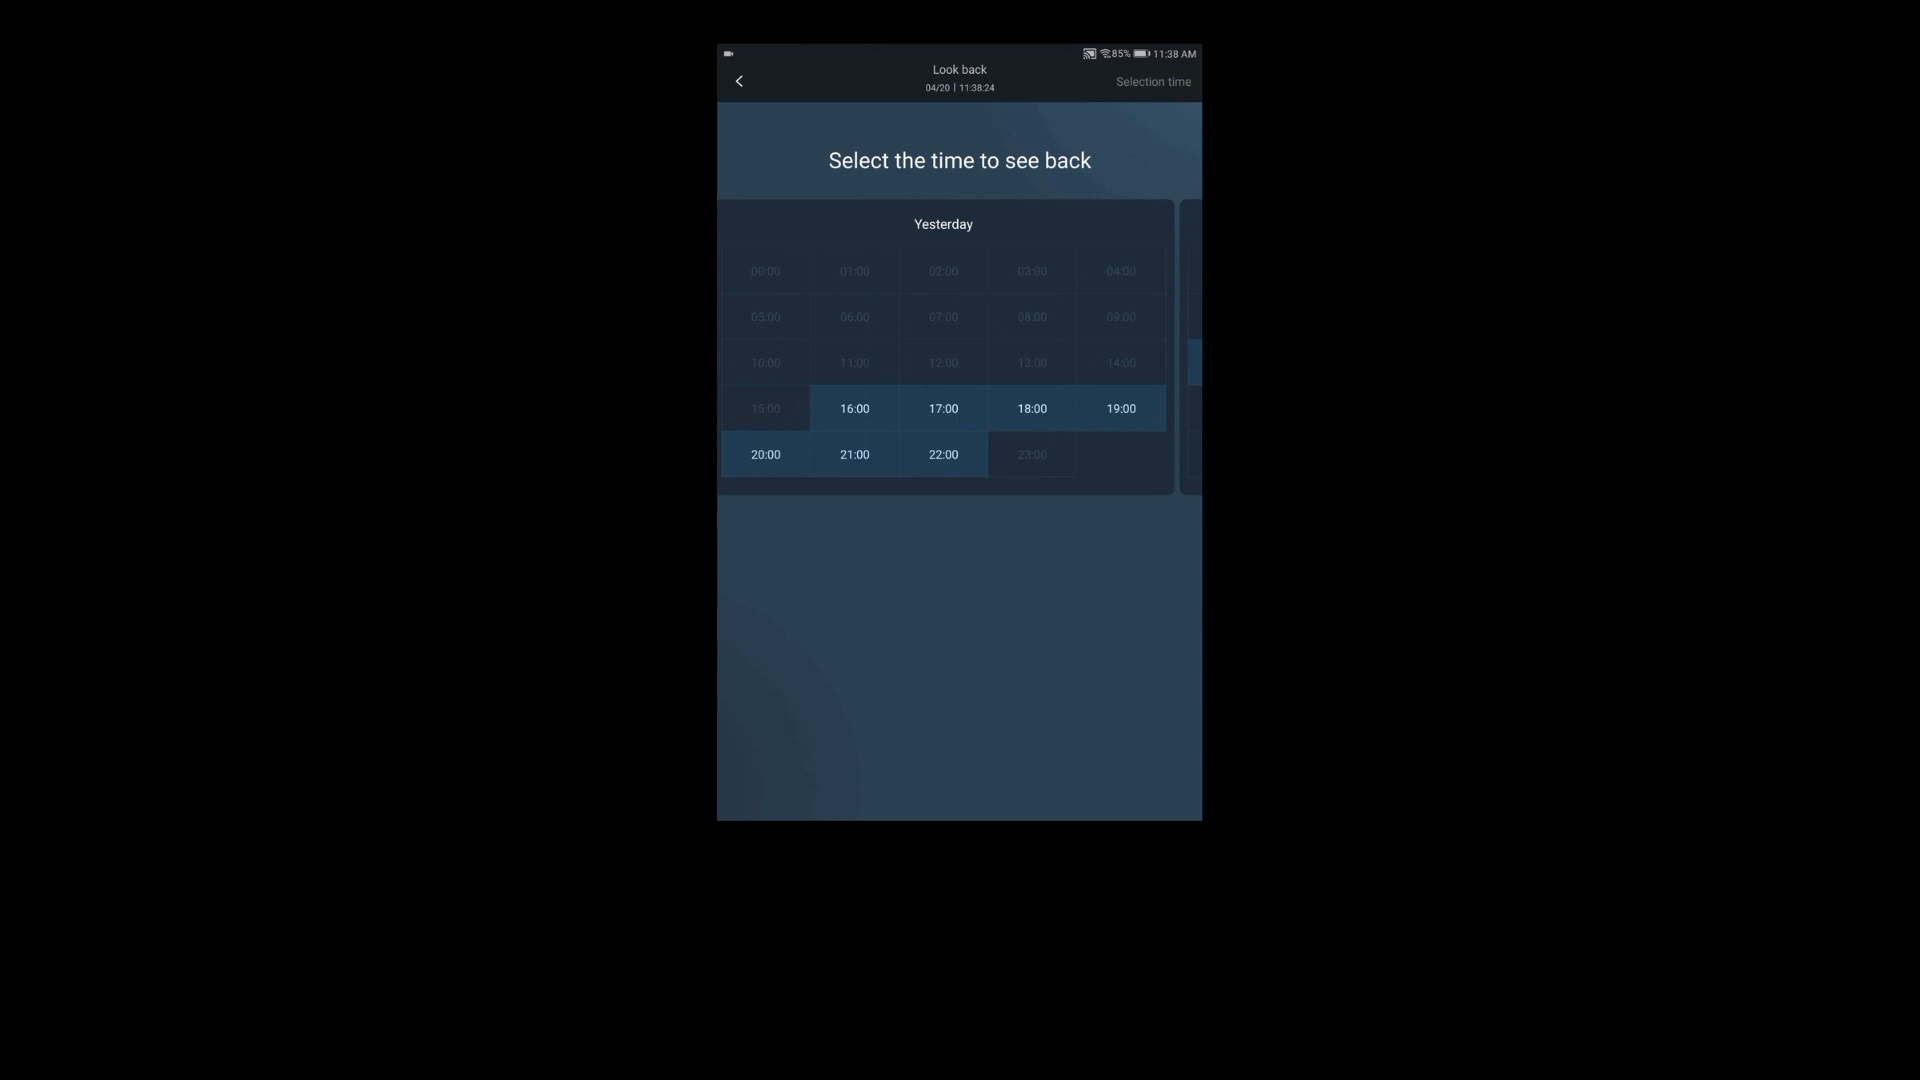 85% 11:38 AM
Look back
04/20 | 11:38:24
Selection time
Select the time to see back
Yesterday
00:00 01:00 02:00 03:00 04:00
05:00 06:00 07:00 08:00 09:00
10:00 11:00 12:00 13:00 14:00
15:00 16:00 17:00 18:00 19:00
20:00 21:00 22:00 23:00